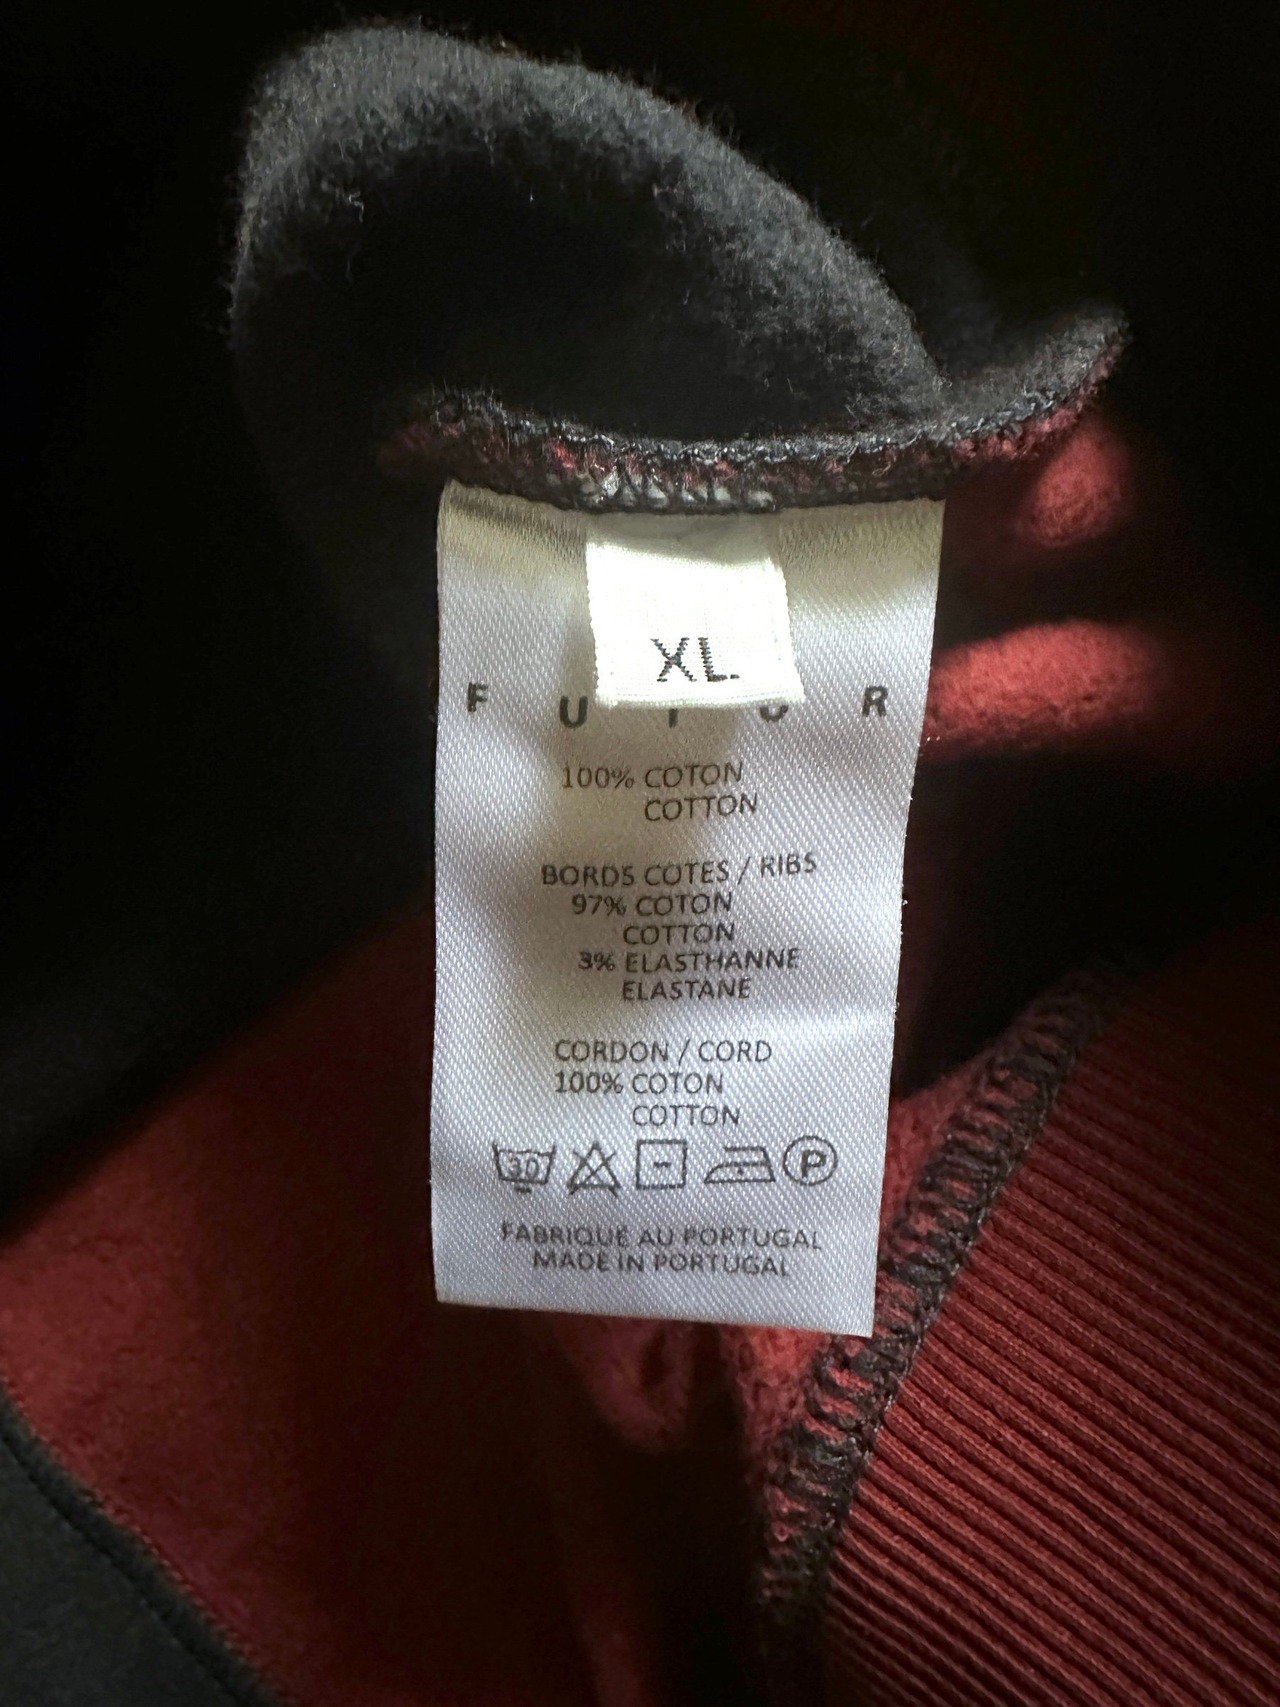 XL
F U T U R
100% COTON
COTTON
BORDS COTES / RIBS
97% COTON
COTTON
3% ELASTHANNE
ELASTANE
CORDON / CORD
100% COTON
COTTON
30 P
FABRIQUE AU PORTUGAL
MADE IN PORTUGAL